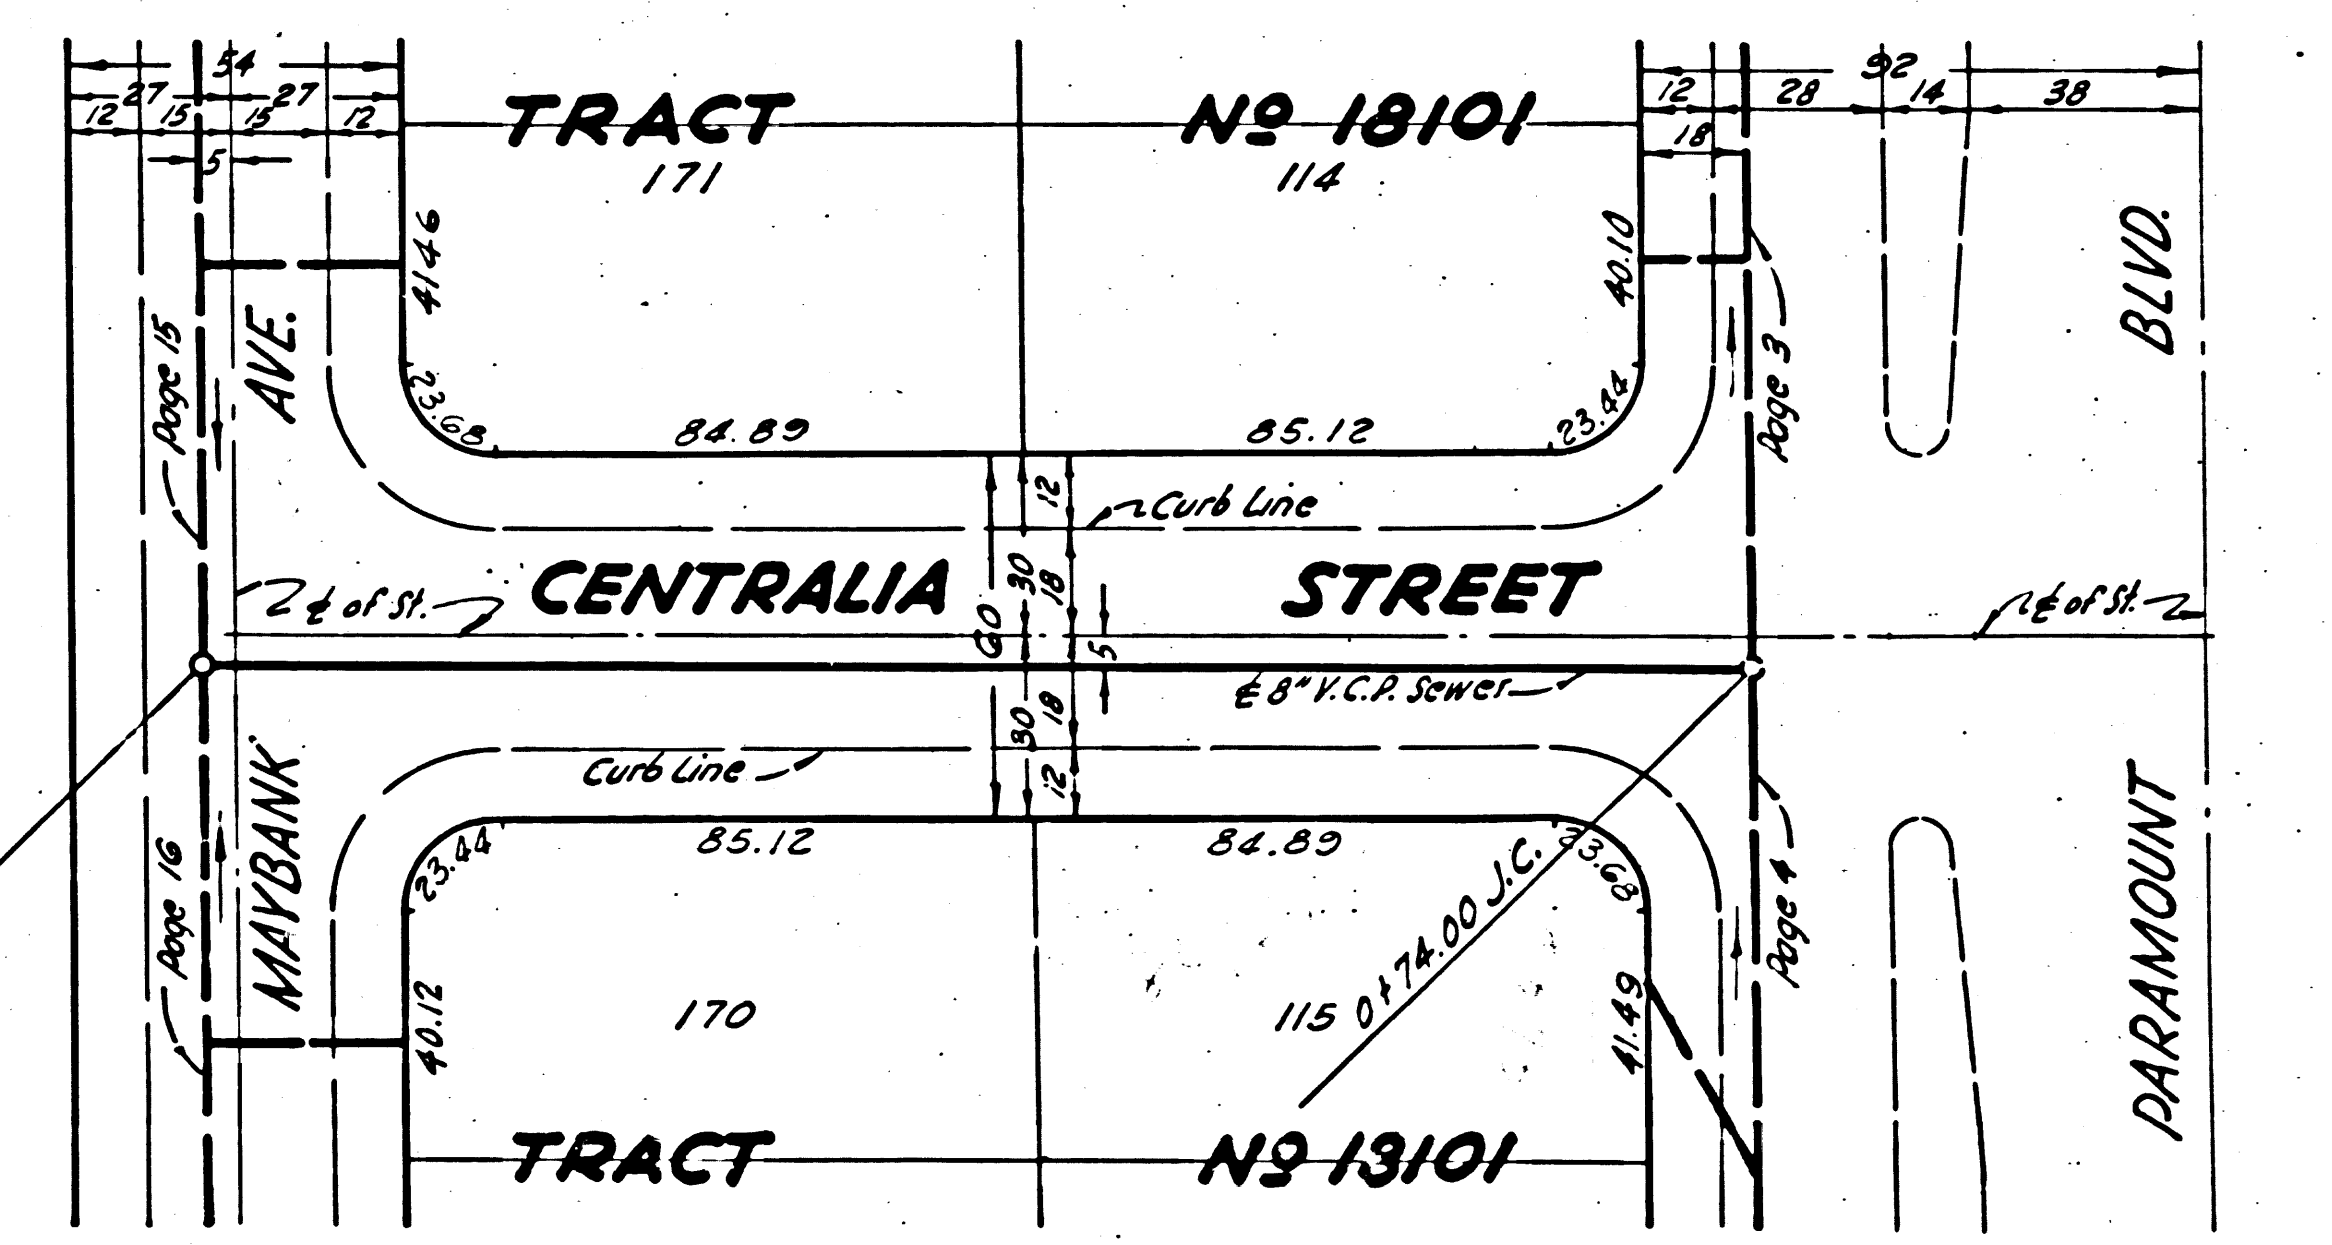 54
92
27
27
12
28
14
38
12
15
15
12
18
5
TRACT
No 18101
171
114
4146
40.10
BLVD.
AVE.
Page 15
Page 3
23.68
84.89
85.12
23.44
12
Curb Line
CENTRALIA
STREET
30
18
60
5
℄ of St.
℄ of St.
℄ 8" V.C.P. Sewer
30
18
12
Curb Line
MAYBANK
PARAMOUNT
Page 16
Page 4
23.44
85.12
84.89
23.68
0+74.00 J.C.
40.12
170
115
41.49
TRACT
No 13101